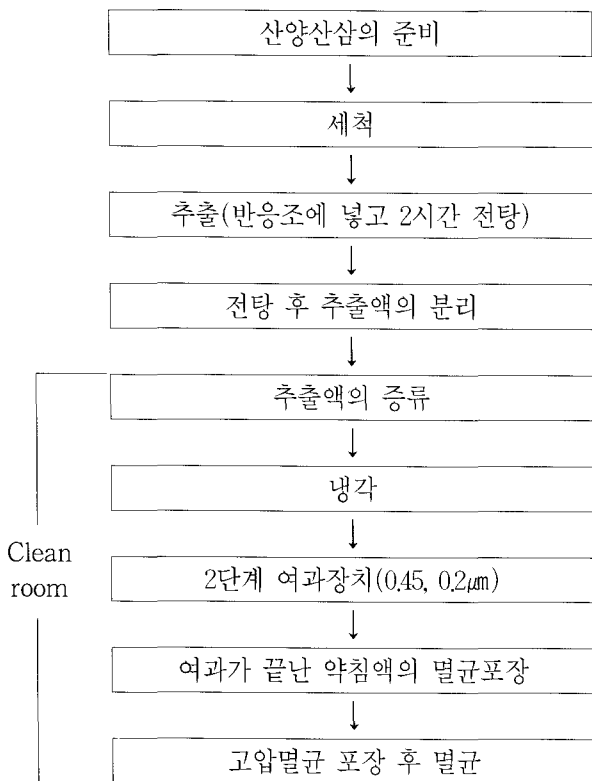 산양산삼의 준비
세척
추출(반응조에 넣고 2시간 전탕)
전탕 후 추출액의 분리
추출액의 증류
냉각
Clean
room
2단계 여과장치(0.45, 0.2㎛)
여과가 끝난 약침액의 멸균포장
고압멸균 포장 후 멸균